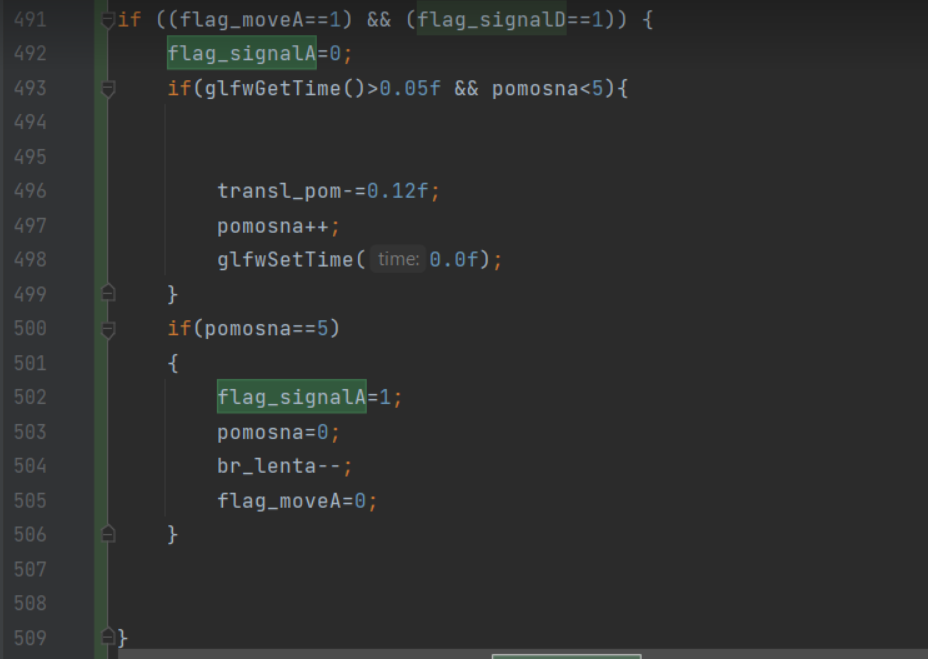 491 if ((flag_moveA==1) && (flag_signalD==1)) {
492 flag_signalA=0;
493 if(glfwGetTime()>0.05f && pomosna<5){
494
495
496 transl_pom-=0.12f;
497 pomosna++;
498 glfwSetTime( time: 0.0f);
499 }
500 if(pomosna==5)
501 {
502 flag_signalA=1;
503 pomosna=0;
504 br_lenta--;
505 flag_moveA=0;
506 }
507
508
509 }